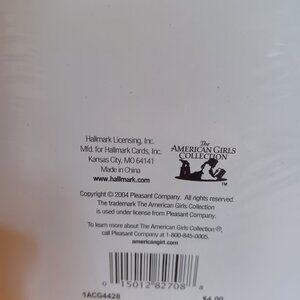 Hallmark Licensing, Inc.
Mfd. for Hallmark Cards, Inc.
Kansas City, MO 64141
Made in China
www.hallmark.com
The
AMERICAN GIRLS
COLLECTION
™
Copyright © 2004 Pleasant Company. All rights reserved.
The trademark The American Girls Collection
is used under license from Pleasant Company.
To learn more about The American Girls Collection®,
call Pleasant Company at 1-800-845-0005.
americangirl.com
0 15012 82708 8
1ACG4428